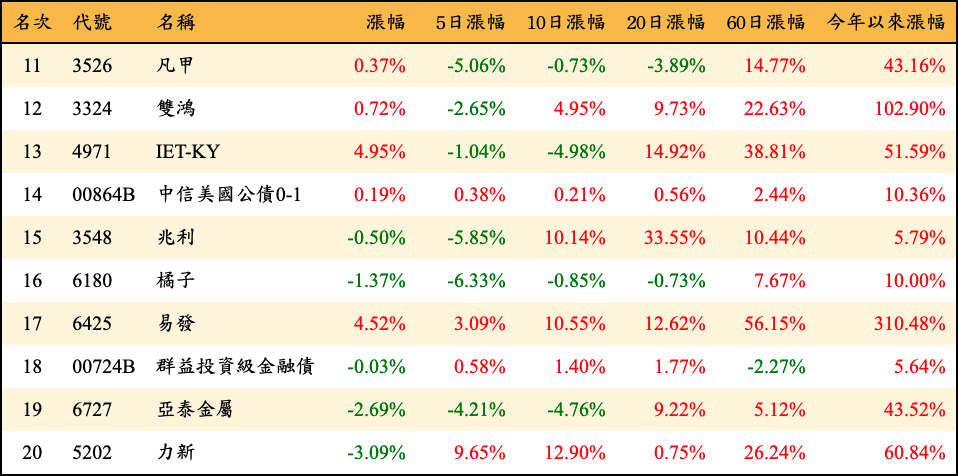 名次 代號 名稱 漲幅 5日漲幅 10日漲幅 20日漲幅 60日漲幅 今年以來漲幅
11 3526 凡甲 0.37% -5.06% -0.73% -3.89% 14.77% 43.16%
12 3324 雙鴻 0.72% -2.65% 4.95% 9.73% 22.63% 102.90%
13 4971 IET-KY 4.95% -1.04% -4.98% 14.92% 38.81% 51.59%
14 00864B 中信美國公債0-1 0.19% 0.38% 0.21% 0.56% 2.44% 10.36%
15 3548 兆利 -0.50% -5.85% 10.14% 33.55% 10.44% 5.79%
16 6180 橘子 -1.37% -6.33% -0.85% -0.73% 7.67% 10.00%
17 6425 易發 4.52% 3.09% 10.55% 12.62% 56.15% 310.48%
18 00724B 群益投資級金融債 -0.03% 0.58% 1.40% 1.77% -2.27% 5.64%
19 6727 亞泰金屬 -2.69% -4.21% -4.76% 9.22% 5.12% 43.52%
20 5202 力新 -3.09% 9.65% 12.90% 0.75% 26.24% 60.84%